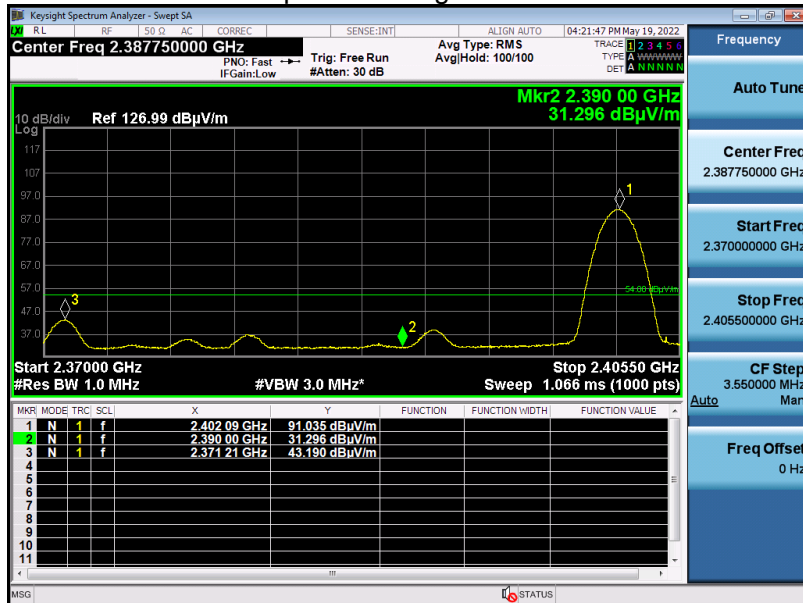 Keysight Spectrum Analyzer - Swept SA
RL RF 50 Ω AC CORREC SENSE:INT ALIGN AUTO 04:21:47 PM May 19, 2022
Center Freq 2.387750000 GHz
PNO: Fast
IFGain:Low
Trig: Free Run
#Atten: 30 dB
Avg Type: RMS
Avg|Hold: 100/100
TRACE 1 2 3 4 5 6
TYPE A WWWWW
DET A N N N N N
Mkr2 2.390 00 GHz
31.296 dBµV/m
10 dB/div Ref 126.99 dBµV/m
Log
117
107
97.0
87.0
77.0
67.0
57.0
47.0
37.0
1
2
3
54.00 dBµV/m
Start 2.37000 GHz Stop 2.40550 GHz
#Res BW 1.0 MHz #VBW 3.0 MHz* Sweep 1.066 ms (1000 pts)
MKR MODE TRC SCL X Y FUNCTION FUNCTION WIDTH FUNCTION VALUE
1 N 1 f 2.402 09 GHz 91.035 dBµV/m
2 N 1 f 2.390 00 GHz 31.296 dBµV/m
3 N 1 f 2.371 21 GHz 43.190 dBµV/m
4
5
6
7
8
9
10
11
MSG STATUS
Frequency
Auto Tune
Center Freq
2.387750000 GHz
Start Freq
2.370000000 GHz
Stop Freq
2.405500000 GHz
CF Step
3.550000 MHz
Auto Man
Freq Offset
0 Hz